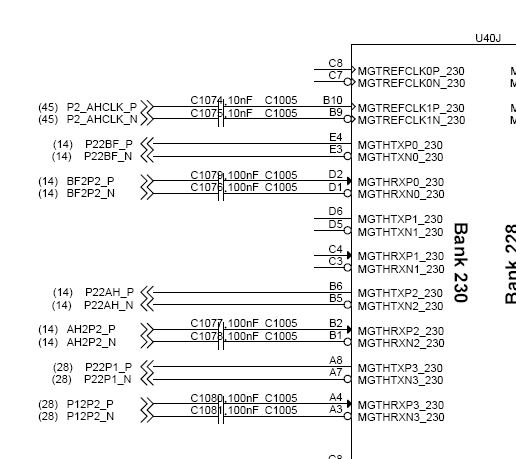 U40J
C8 MGTREFCLK0P_230
C7 MGTREFCLK0N_230
(45) P2_AHCLK_P C1074 10nF C1005 B10 MGTREFCLK1P_230
(45) P2_AHCLK_N C1075 10nF C1005 B9 MGTREFCLK1N_230
(14) P22BF_P E4 MGTHTXP0_230
(14) P22BF_N E3 MGTHTXN0_230
(14) BF2P2_P C1079 100nF C1005 D2 MGTHRXP0_230
(14) BF2P2_N C1076 100nF C1005 D1 MGTHRXN0_230
D6 MGTHTXP1_230
D5 MGTHTXN1_230
C4 MGTHRXP1_230
C3 MGTHRXN1_230
Bank 230
Bank 228
(14) P22AH_P B6 MGTHTXP2_230
(14) P22AH_N B5 MGTHTXN2_230
(14) AH2P2_P C1077 100nF C1005 B2 MGTHRXP2_230
(14) AH2P2_N C1078 100nF C1005 B1 MGTHRXN2_230
(28) P22P1_P A8 MGTHTXP3_230
(28) P22P1_N A7 MGTHTXN3_230
(28) P12P2_P C1080 100nF C1005 A4 MGTHRXP3_230
(28) P12P2_N C1081 100nF C1005 A3 MGTHRXN3_230